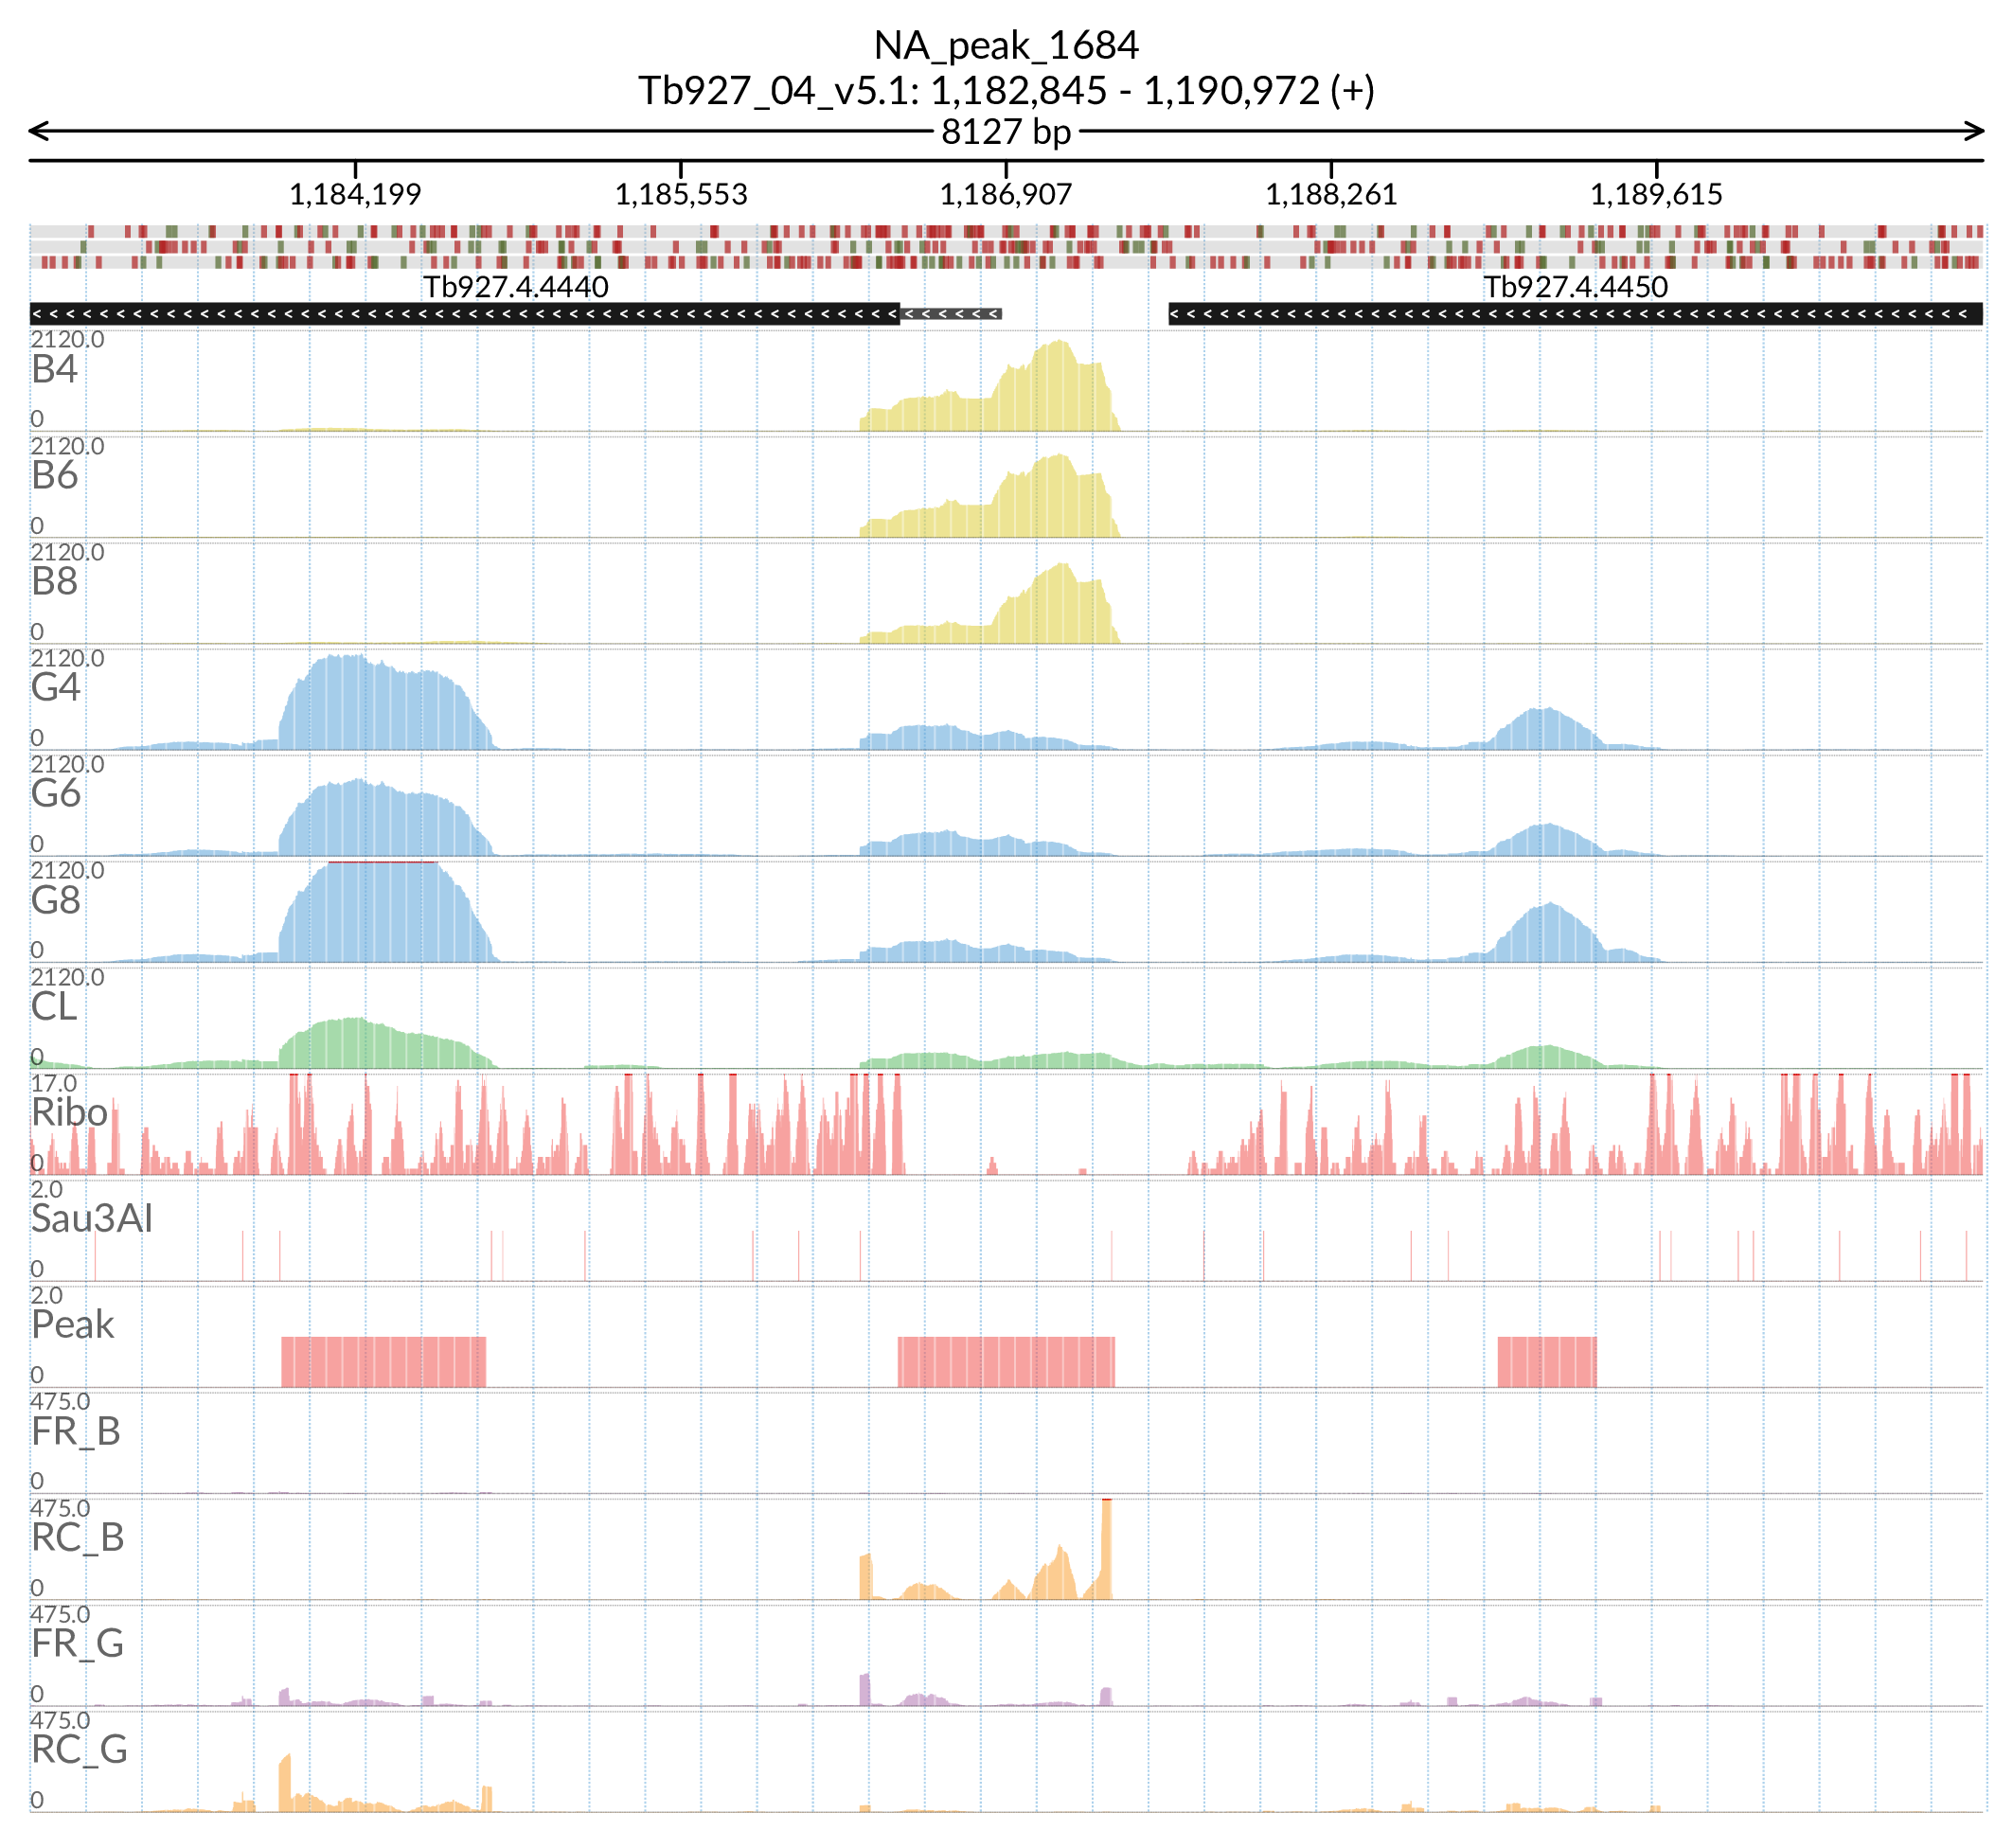 NA_peak_1684
Tb927_04_v5.1: 1,182,845 - 1,190,972 (+)
8127 bp
1,184,199 1,185,553 1,186,907 1,188,261 1,189,615
Tb927.4.4440 Tb927.4.4450
2120.0
B4
0
2120.0
B6
0
2120.0
B8
0
2120.0
G4
0
2120.0
G6
0
2120.0
G8
0
2120.0
CL
0
17.0
Ribo
0
2.0
Sau3AI
0
2.0
Peak
0
475.0
FR_B
0
475.0
RC_B
0
475.0
FR_G
0
475.0
RC_G
0